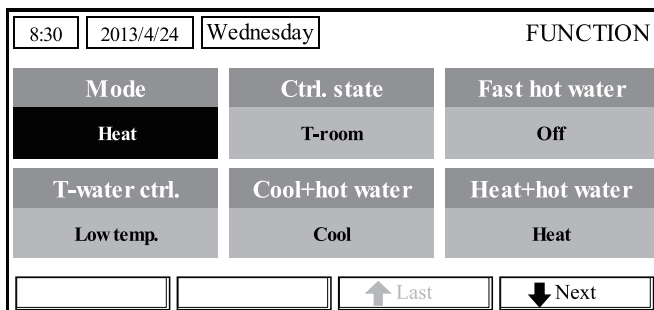 8:30 2013/4/24 Wednesday FUNCTION
Mode Ctrl. state Fast hot water
Heat T-room Off
T-water ctrl. Cool+hot water Heat+hot water
Low temp. Cool Heat
Last Next